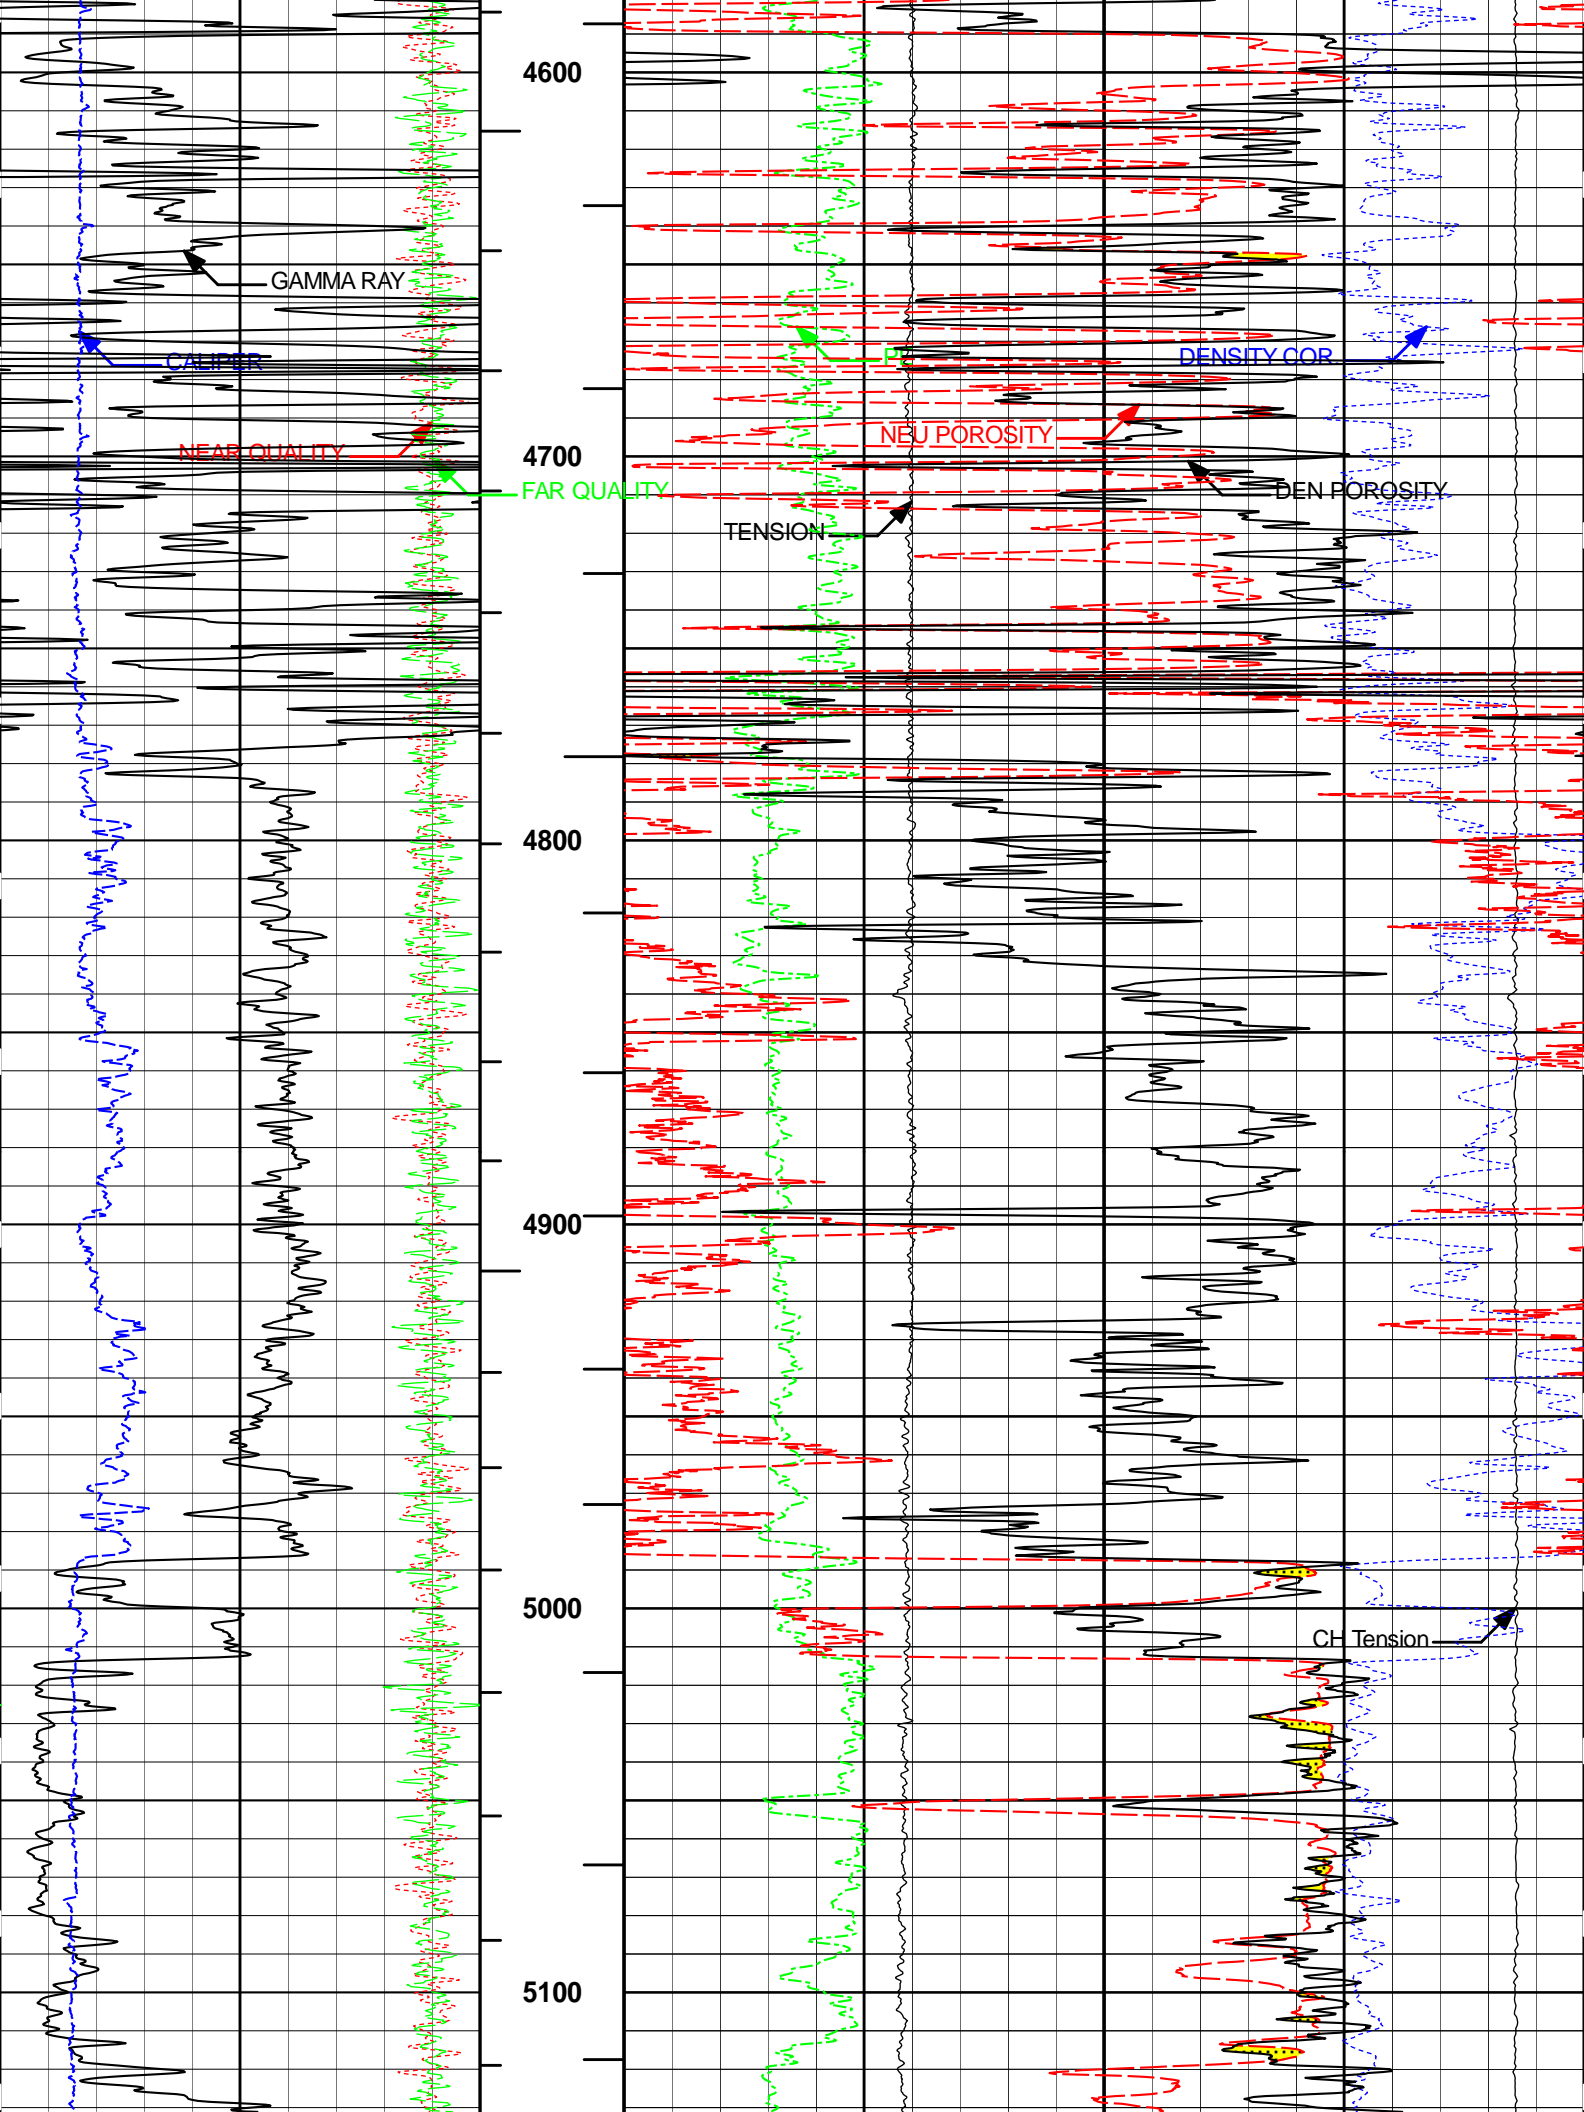 4600
GAMMA RAY
CALIPER
DENSITY COR
NEU POROSITY
NEAR QUALITY
4700
FAR QUALITY
DEN POROSITY
TENSION
4800
4900
5000
CH Tension
5100